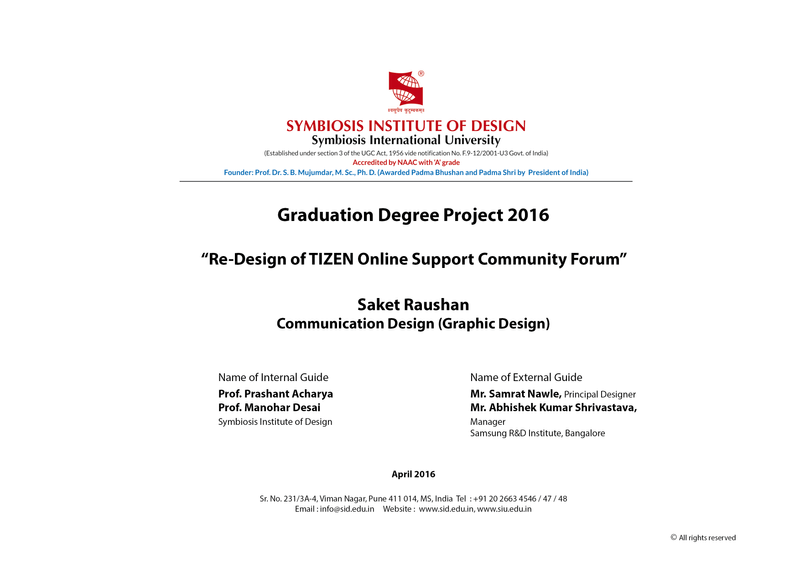 ®
॥वसुधैव कुटुम्बकम्॥
SYMBIOSIS INSTITUTE OF DESIGN
Symbiosis International University
(Established under section 3 of the UGC Act, 1956 vide notification No. F.9-12/2001-U3 Govt. of India)
Accredited by NAAC with 'A' grade
Founder: Prof. Dr. S. B. Mujumdar, M. Sc., Ph. D. (Awarded Padma Bhushan and Padma Shri by President of India)
Graduation Degree Project 2016
“Re-Design of TIZEN Online Support Community Forum”
Saket Raushan
Communication Design (Graphic Design)
Name of Internal Guide
Prof. Prashant Acharya
Prof. Manohar Desai
Symbiosis Institute of Design
Name of External Guide
Mr. Samrat Nawle, Principal Designer
Mr. Abhishek Kumar Shrivastava,
Manager
Samsung R&D Institute, Bangalore
April 2016
Sr. No. 231/3A-4, Viman Nagar, Pune 411 014, MS, India Tel : +91 20 2663 4546 / 47 / 48
Email : info@sid.edu.in Website : www.sid.edu.in, www.siu.edu.in
© All rights reserved